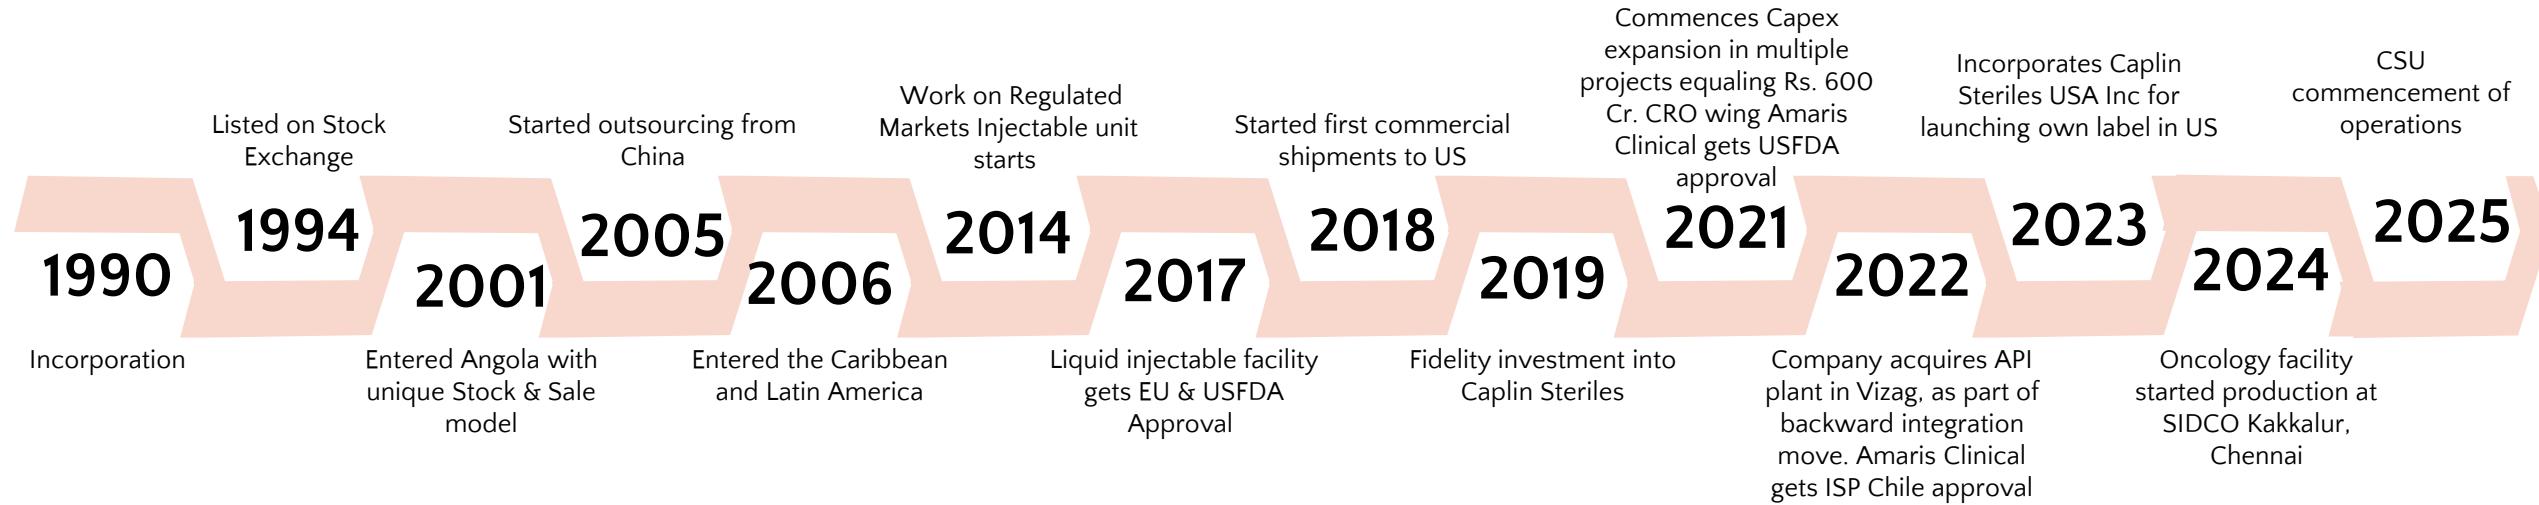 1990
Incorporation
Listed on Stock
Exchange
1994
2001
Entered Angola with
unique Stock & Sale
model
Started outsourcing from
China
2005
2006
Entered the Caribbean
and Latin America
Work on Regulated
Markets Injectable unit
starts
2014
2017
Liquid injectable facility
gets EU & USFDA
Approval
Started first commercial
shipments to US
2018
2019
Fidelity investment into
Caplin Steriles
Commences Capex
expansion in multiple
projects equaling Rs. 600
Cr. CRO wing Amaris
Clinical gets USFDA
approval
2021
2022
Company acquires API
plant in Vizag, as part of
backward integration
move. Amaris Clinical
gets ISP Chile approval
Incorporates Caplin
Steriles USA Inc for
launching own label in US
2023
2024
Oncology facility
started production at
SIDCO Kakkalur,
Chennai
CSU
commencement of
operations
2025